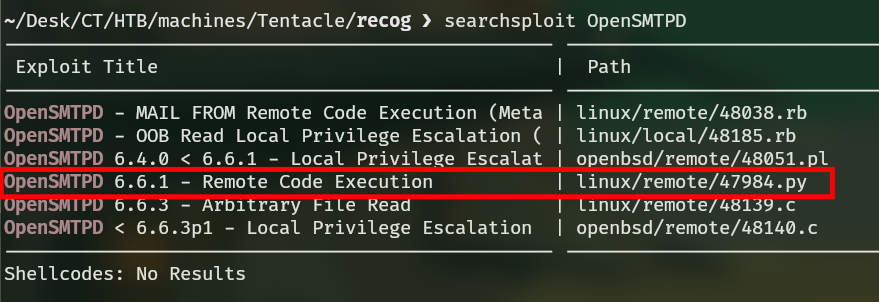 ~/Desk/CT/HTB/machines/Tentacle/recog ❯ searchsploit OpenSMTPD
Exploit Title | Path
OpenSMTPD - MAIL FROM Remote Code Execution (Meta | linux/remote/48038.rb
OpenSMTPD - OOB Read Local Privilege Escalation ( | linux/local/48185.rb
OpenSMTPD 6.4.0 < 6.6.1 - Local Privilege Escalat | openbsd/remote/48051.pl
OpenSMTPD 6.6.1 - Remote Code Execution | linux/remote/47984.py
OpenSMTPD 6.6.3 - Arbitrary File Read | linux/remote/48139.c
OpenSMTPD < 6.6.3p1 - Local Privilege Escalation | openbsd/remote/48140.c
Shellcodes: No Results